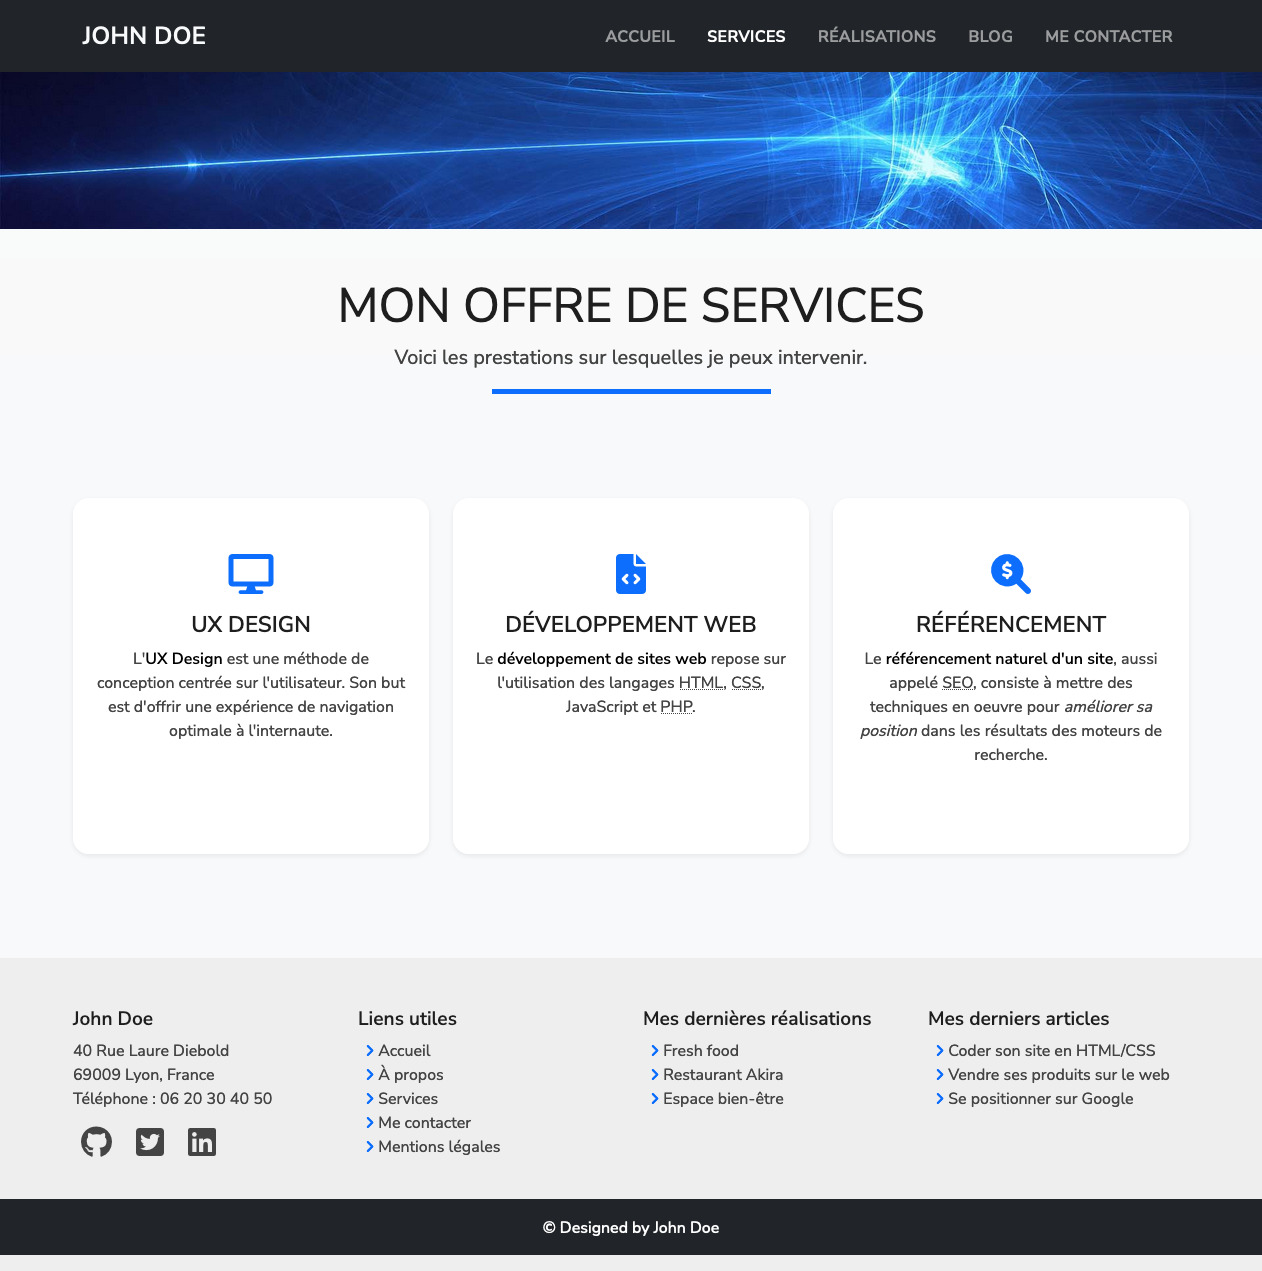 JOHN DOE
ACCUEIL SERVICES RÉALISATIONS BLOG ME CONTACTER
MON OFFRE DE SERVICES
Voici les prestations sur lesquelles je peux intervenir.
UX DESIGN
L'UX Design est une méthode de
conception centrée sur l'utilisateur. Son but
est d'offrir une expérience de navigation
optimale à l'internaute.
DÉVELOPPEMENT WEB
Le développement de sites web repose sur
l'utilisation des langages HTML, CSS,
JavaScript et PHP.
RÉFÉRENCEMENT
Le référencement naturel d'un site, aussi
appelé SEO, consiste à mettre des
techniques en oeuvre pour améliorer sa
position dans les résultats des moteurs de
recherche.
John Doe
40 Rue Laure Diebold
69009 Lyon, France
Téléphone : 06 20 30 40 50
Liens utiles
Accueil
À propos
Services
Me contacter
Mentions légales
Mes dernières réalisations
Fresh food
Restaurant Akira
Espace bien-être
Mes derniers articles
Coder son site en HTML/CSS
Vendre ses produits sur le web
Se positionner sur Google
© Designed by John Doe